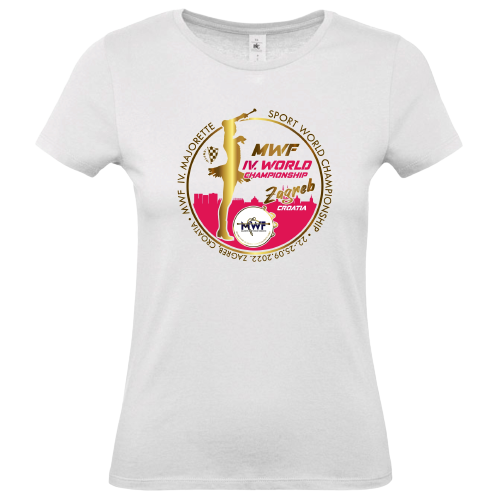 MWF IV. MAJORETTE SPORT WORLD CHAMPIONSHIP • 22-25.09.2022. ZAGREB, CROATIA •
MWF
IV. WORLD
CHAMPIONSHIP
Zagreb
CROATIA
MWF